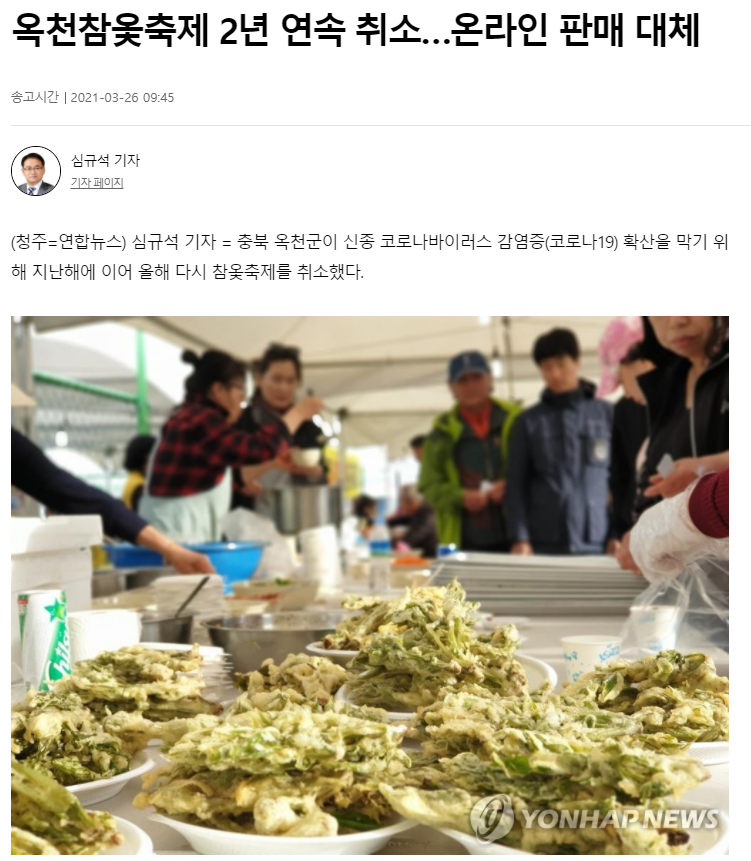 옥천참옻축제 2년 연속 취소…온라인 판매 대체
송고시간 | 2021-03-26 09:45
심규석 기자
기자 페이지
(청주=연합뉴스) 심규석 기자 = 충북 옥천군이 신종 코로나바이러스 감염증(코로나19) 확산을 막기 위
해 지난해에 이어 올해 다시 참옻축제를 취소했다.
YONHAP NEWS